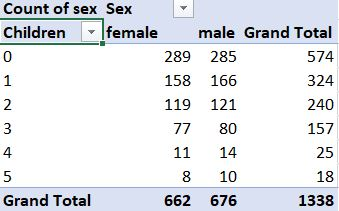 Count of sex Sex
Children female male Grand Total
0 289 285 574
1 158 166 324
2 119 121 240
3 77 80 157
4 11 14 25
5 8 10 18
Grand Total 662 676 1338